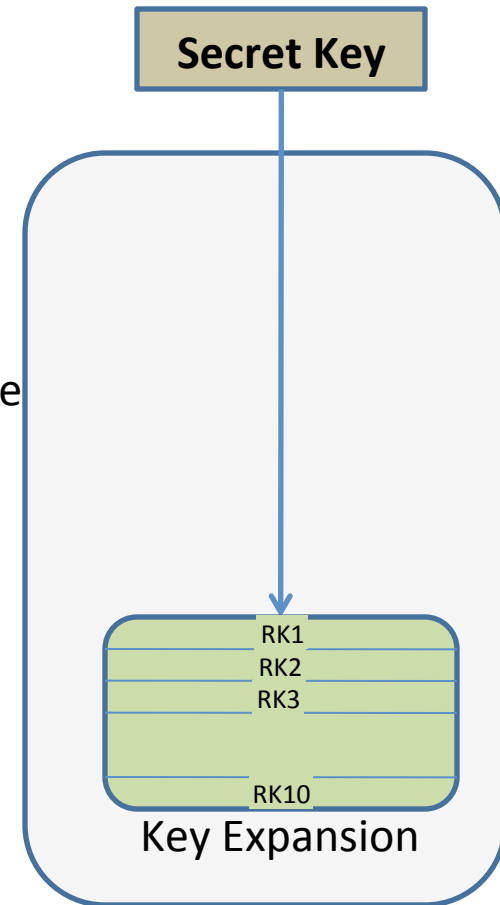 Secret Key
e
RK1
RK2
RK3
RK10
Key Expansion